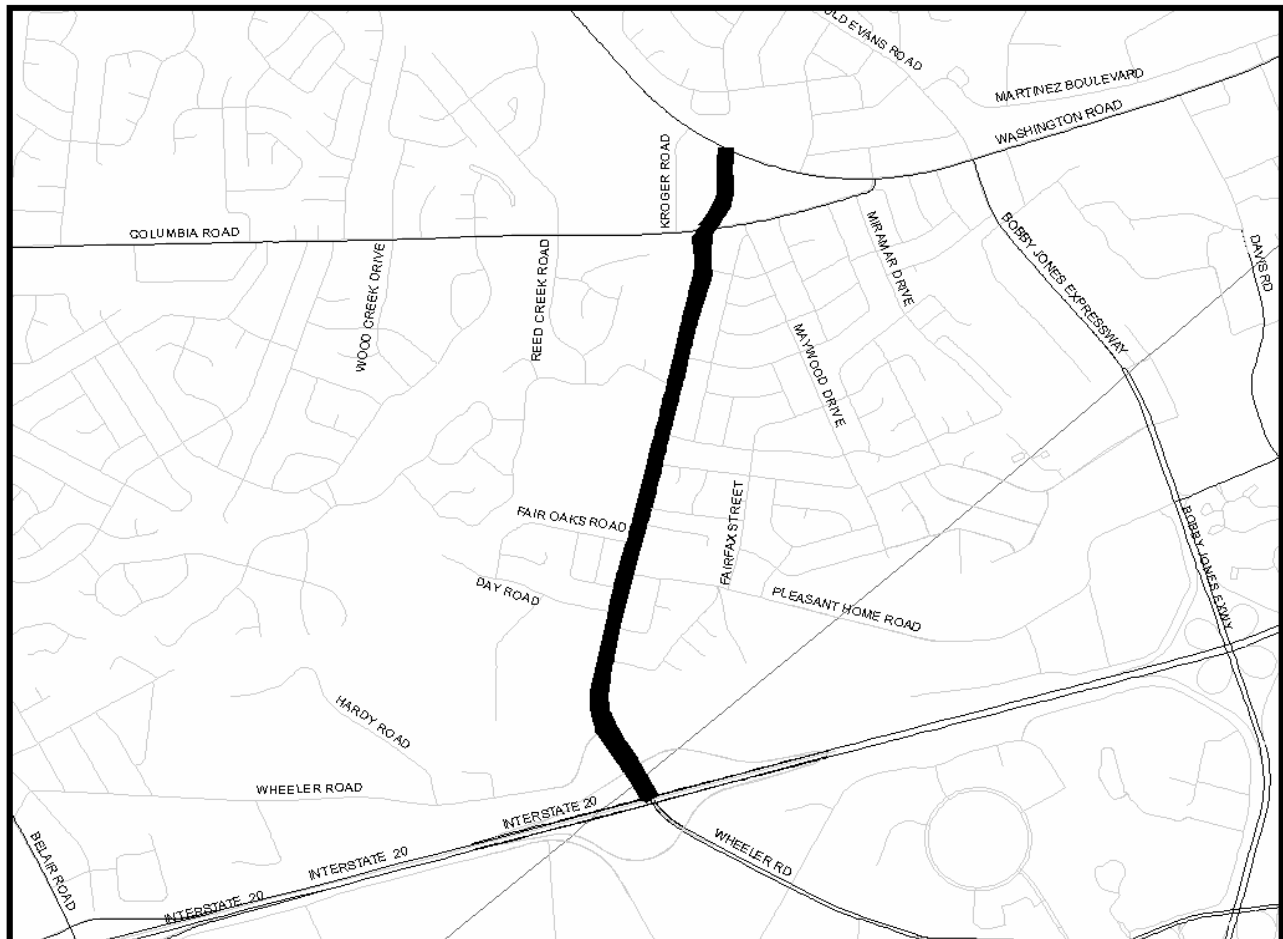 OLD EVANS ROAD
MARTINEZ BOULEVARD
WASHINGTON ROAD
KROGER ROAD
COLUMBIA ROAD
MIRAMAR DRIVE
BOBBY JONES EXPRESSWAY
DAVIS RD
WOOD CREEK DRIVE
REED CREEK ROAD
MAYWOOD DRIVE
FAIR OAKS ROAD
FAIRFAX STREET
BOBBY JONES EXWY
DAY ROAD
PLEASANT HOME ROAD
HARDY ROAD
WHEELER ROAD
INTERSTATE 20
WHEELER RD
INTERSTATE 20
BELAIR ROAD
INTERSTATE 20